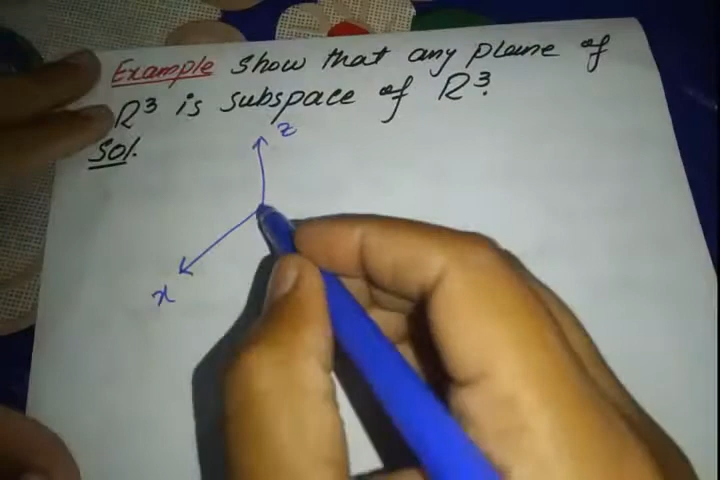 Example Show that any plane of
R³ is subspace of R³.
Sol.
z
x